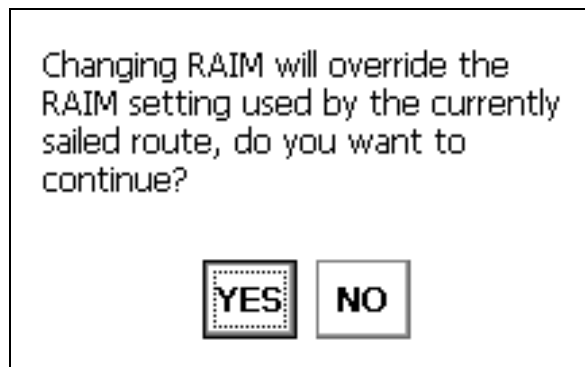 Changing RAIM will override the
RAIM setting used by the currently
sailed route, do you want to
continue?
YES NO